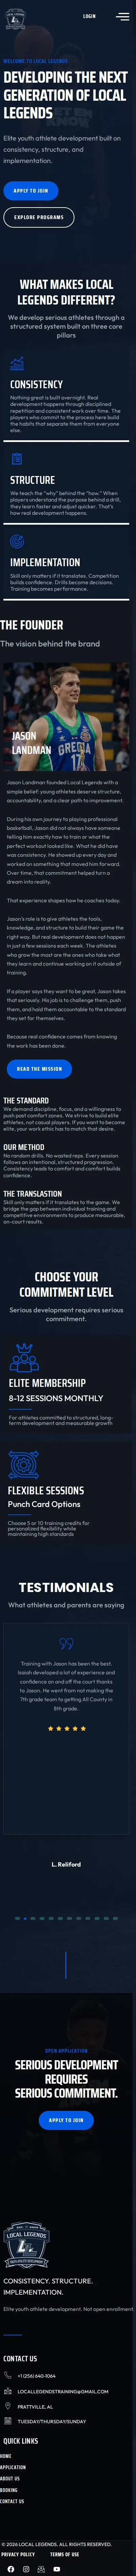 LOGIN
WELCOME TO LOCAL LEGENDS
DEVELOPING THE NEXT
GENERATION OF LOCAL
LEGENDS
Elite youth athlete development built on
consistency, structure, and
implementation.
APPLY TO JOIN
EXPLORE PROGRAMS
WHAT MAKES LOCAL
LEGENDS DIFFERENT?
We develop serious athletes through a
structured system built on three core
pillars
CONSISTENCY
Nothing great is built overnight. Real
development happens through disciplined
repetition and consistent work over time. The
players who commit to the process learn build
the habits that separate them from everyone
else.
STRUCTURE
We teach the "why" behind the "how." When
athletes understand the purpose behind a drill,
they learn faster and adjust quicker. That's
how real development happens.
IMPLEMENTATION
Skill only matters if it translates. Competition
builds confidence. Drills become decisions.
Training becomes performance.
THE FOUNDER
The vision behind the brand
JASON
LANDMAN
Jason Landman founded Local Legends with a
simple belief: young athletes deserve structure,
accountability, and a clear path to improvement.
During his own journey to playing professional
basketball, Jason did not always have someone
telling him exactly how to train or what the
perfect workout looked like. What he did have
was consistency. He showed up every day. He
worked. He adjusted. He learned. He failed forward.
Over time, that commitment helped turn a
dream into reality.
That experience shapes how he coaches today.
Jason's role is to give athletes the tools,
knowledge, and structure to improve the right
way. But real development does not happen
in just a few sessions each week. It happens
when athletes take ownership. The athletes who
grow the most are the ones who take what
they learn and continue working on it outside of
training.
If a player says they want to be great, Jason takes
that seriously. His job is to challenge them, push
them, and hold them accountable to the standard
they set for themselves.
Because real confidence comes from knowing
the work has been done.
READ THE MISSION
THE STANDARD
We demand discipline, focus, and a willingness to
be coached. This is not a place for want to be elite
athletes, not casual players. If you want to become
elite, your work ethic has to match that desire.
OUR METHOD
No random drills. No wasted reps. Every session
follows an intentional, structured progression.
Consistency leads to comfort and comfort builds
confidence.
THE TRANSLASTION
Skill only matters if it translates to the game. We
bridge the gap between individual training and
competitive environments to produce measurable,
on-court results.
CHOOSE YOUR
COMMITMENT LEVEL
Serious development requires serious
commitment.
ELITE MEMBERSHIP
8-12 SESSIONS MONTHLY
For athletes committed to structured, long-
term development and measurable growth
FLEXIBLE SESSIONS
Punch Card Options
Choose 5 or 10 training credits for
personalized flexibility while
maintaining high standards
TESTIMONIALS
What athletes and parents are saying
Training with Jason has been the best.
Isaiah developed a lot of experience and
confidence on and off the court thanks
to Jason. He went from not making the
7th grade team to getting All County in
8th grade.
L. Reliford
OPEN APPLICATION
SERIOUS DEVELOPMENT
REQUIRES
SERIOUS COMMITMENT.
APPLY TO JOIN
LOCAL LEGENDS
CONSISTENCY. STRUCTURE.
IMPLEMENTATION.
Elite youth athlete development. Not open enrollment.
CONTACT US
+1 (256) 640-1064
LOCALLEGENDSTRAINING@GMAIL.COM
PRATTVILLE, AL
TUESDAY/THURSDAY/SUNDAY
QUICK LINKS
HOME
APPLICATION
ABOUT US
BOOKING
CONTACT US
© 2026 LOCAL LEGENDS. ALL RIGHTS RESERVED.
PRIVACY POLICY TERMS OF USE